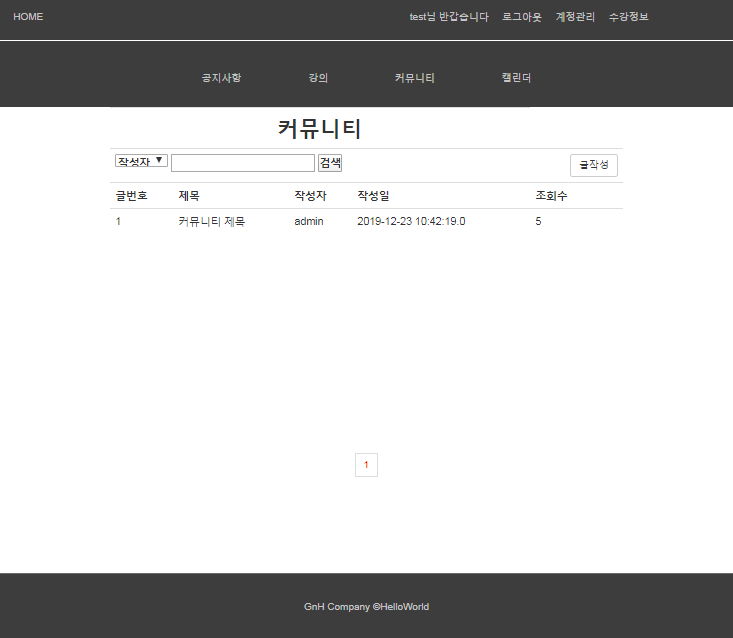 HOME test님 반갑습니다 로그아웃 계정관리 수강정보
공지사항 강의 커뮤니티 캘린더
커뮤니티
작성자 ▼ 검색 글작성
글번호 제목 작성자 작성일 조회수
1 커뮤니티 제목 admin 2019-12-23 10:42:19.0 5
1
GnH Company ©HelloWorld